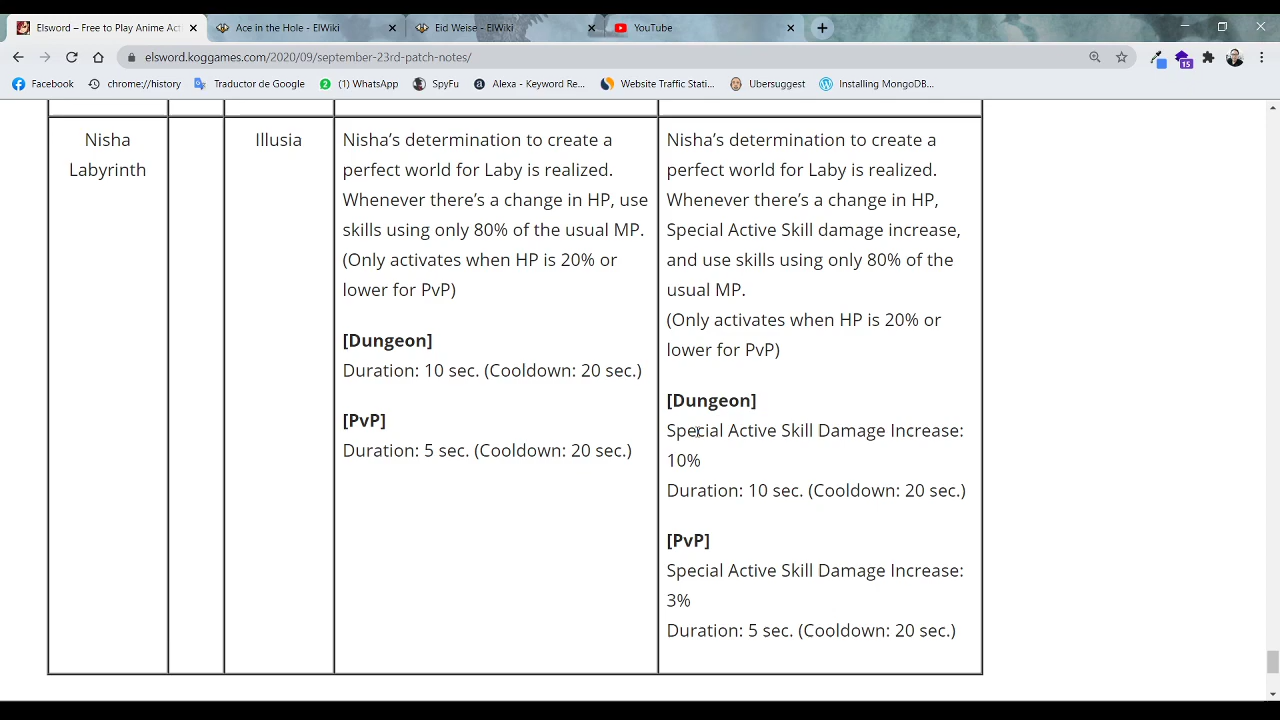 Elsword – Free to Play Anime Act
Ace in the Hole - ElWiki
Eid Weise - ElWiki
YouTube
elsword.koggames.com/2020/09/september-23rd-patch-notes/
15
Facebook
chrome://history
Traductor de Google
2
(1) WhatsApp
SpyFu
Alexa - Keyword Re...
Website Traffic Stati...
Ubersuggest
Installing MongoDB...
Nisha
Labyrinth
Illusia
Nisha’s determination to create a
perfect world for Laby is realized.
Whenever there’s a change in HP, use
skills using only 80% of the usual MP.
(Only activates when HP is 20% or
lower for PvP)
[Dungeon]
Duration: 10 sec. (Cooldown: 20 sec.)
[PvP]
Duration: 5 sec. (Cooldown: 20 sec.)
Nisha’s determination to create a
perfect world for Laby is realized.
Whenever there’s a change in HP,
Special Active Skill damage increase,
and use skills using only 80% of the
usual MP.
(Only activates when HP is 20% or
lower for PvP)
[Dungeon]
Special Active Skill Damage Increase:
10%
Duration: 10 sec. (Cooldown: 20 sec.)
[PvP]
Special Active Skill Damage Increase:
3%
Duration: 5 sec. (Cooldown: 20 sec.)